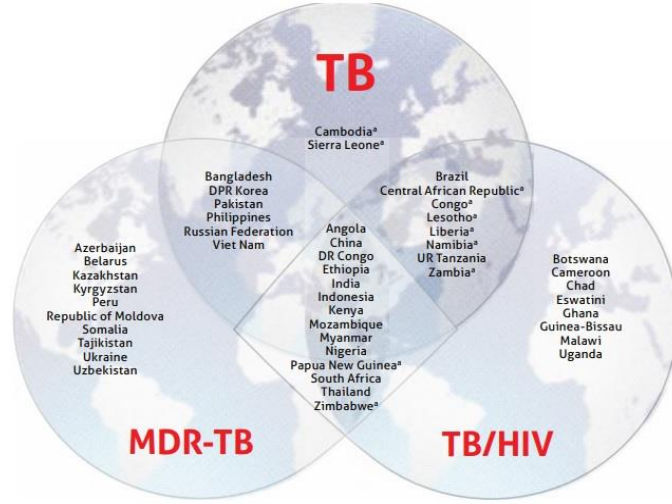 TB
Cambodiaª
Sierra Leoneª
Bangladesh
DPR Korea
Pakistan
Philippines
Russian Federation
Viet Nam
Brazil
Central African Republicª
Congoª
Lesothoª
Liberiaª
Namibiaª
UR Tanzania
Zambiaª
Angola
China
DR Congo
Ethiopia
India
Indonesia
Kenya
Mozambique
Myanmar
Nigeria
Papua New Guineaª
South Africa
Thailand
Zimbabweª
Azerbaijan
Belarus
Kazakhstan
Kyrgyzstan
Peru
Republic of Moldova
Somalia
Tajikistan
Ukraine
Uzbekistan
Botswana
Cameroon
Chad
Eswatini
Ghana
Guinea-Bissau
Malawi
Uganda
MDR-TB
TB/HIV